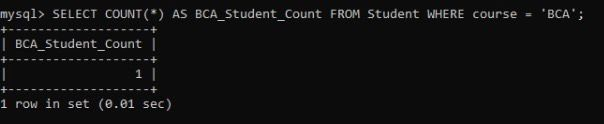 mysql> SELECT COUNT(*) AS BCA_Student_Count FROM Student WHERE course = 'BCA';
+-------------------+
| BCA_Student_Count |
+-------------------+
|                 1 |
+-------------------+
1 row in set (0.01 sec)